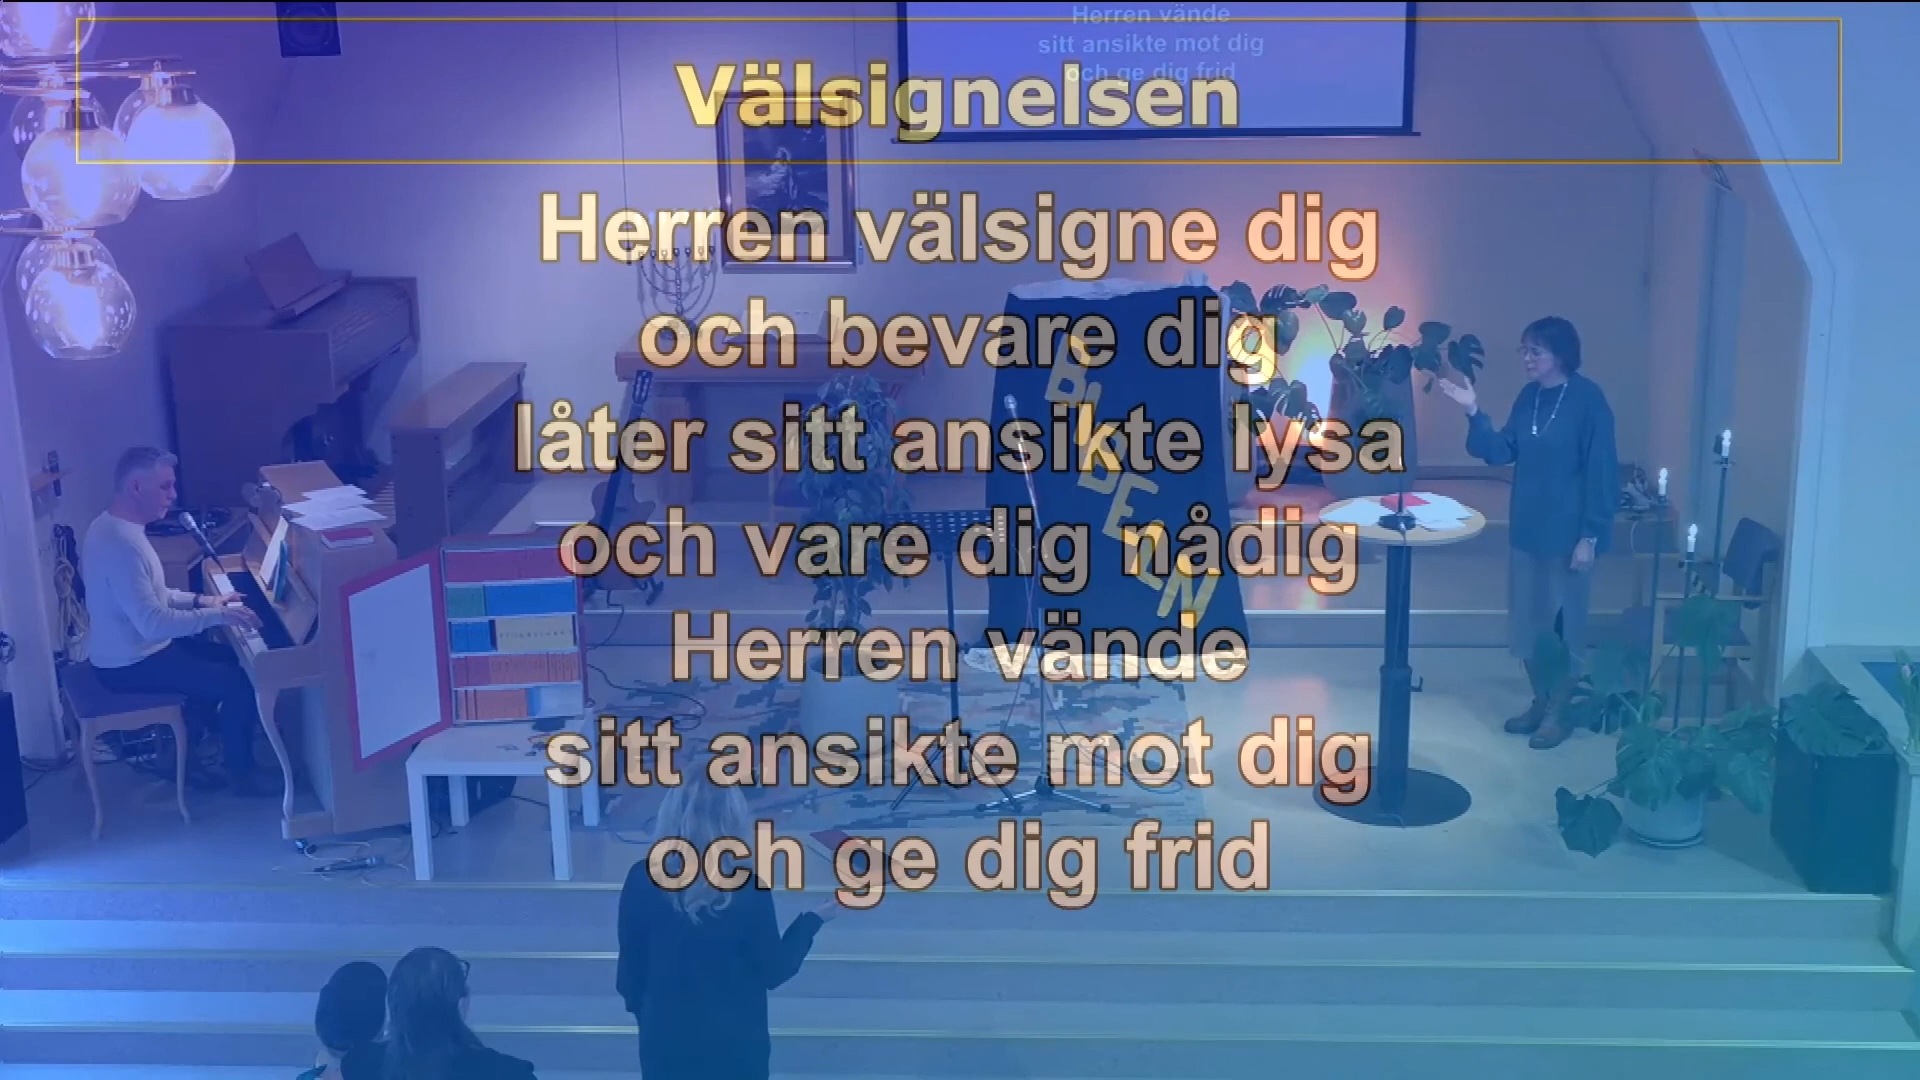 Herren vände
sitt ansikte mot dig
och ge dig frid
Välsignelsen
Herren välsigne dig
och bevare dig
låter sitt ansikte lysa
och vare dig nådig
Herren vände
sitt ansikte mot dig
och ge dig frid
BIBELN